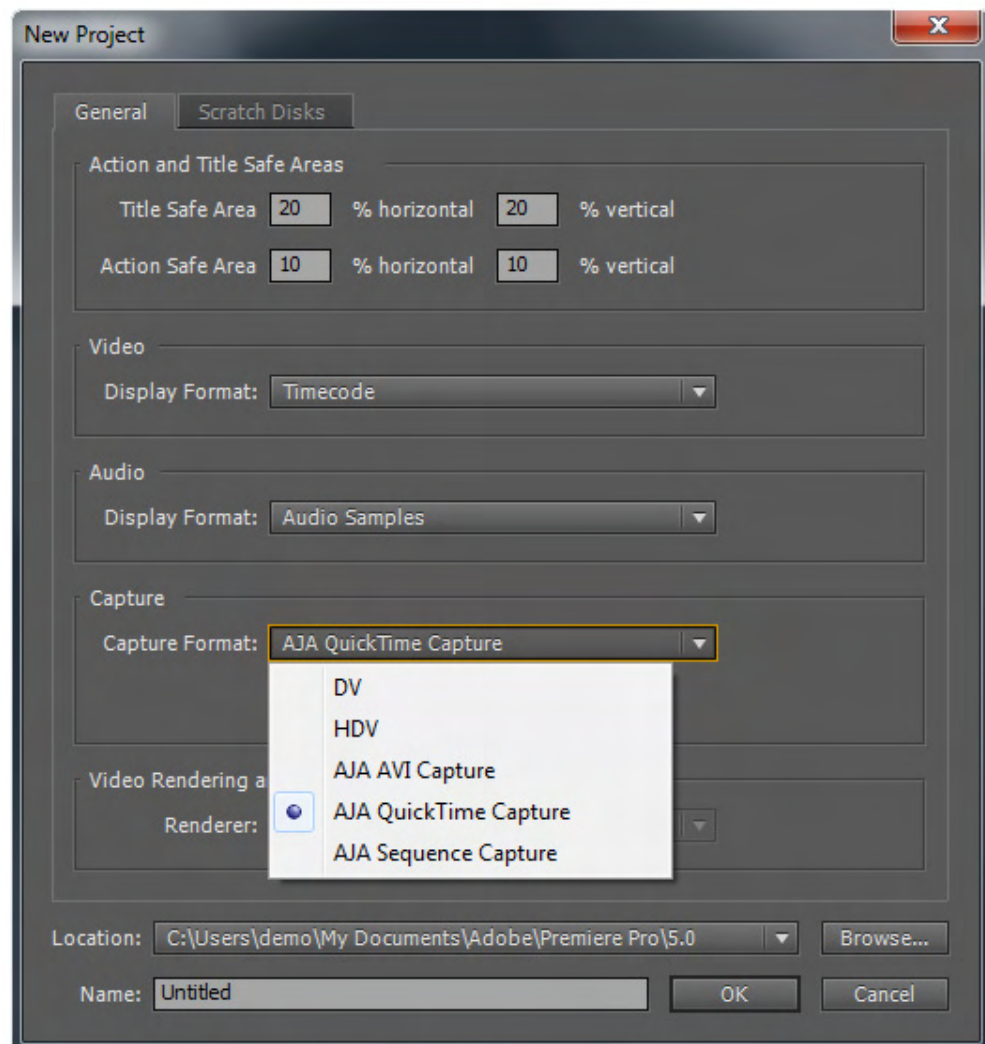 New Project
General Scratch Disks
Action and Title Safe Areas
Title Safe Area 20 % horizontal 20 % vertical
Action Safe Area 10 % horizontal 10 % vertical
Video
Display Format: Timecode
Audio
Display Format: Audio Samples
Capture
Capture Format: AJA QuickTime Capture
DV
HDV
AJA AVI Capture
AJA QuickTime Capture
AJA Sequence Capture
Video Rendering a
Renderer:
Location: C:\Users\demo\My Documents\Adobe\Premiere Pro\5.0 Browse...
Name: Untitled OK Cancel